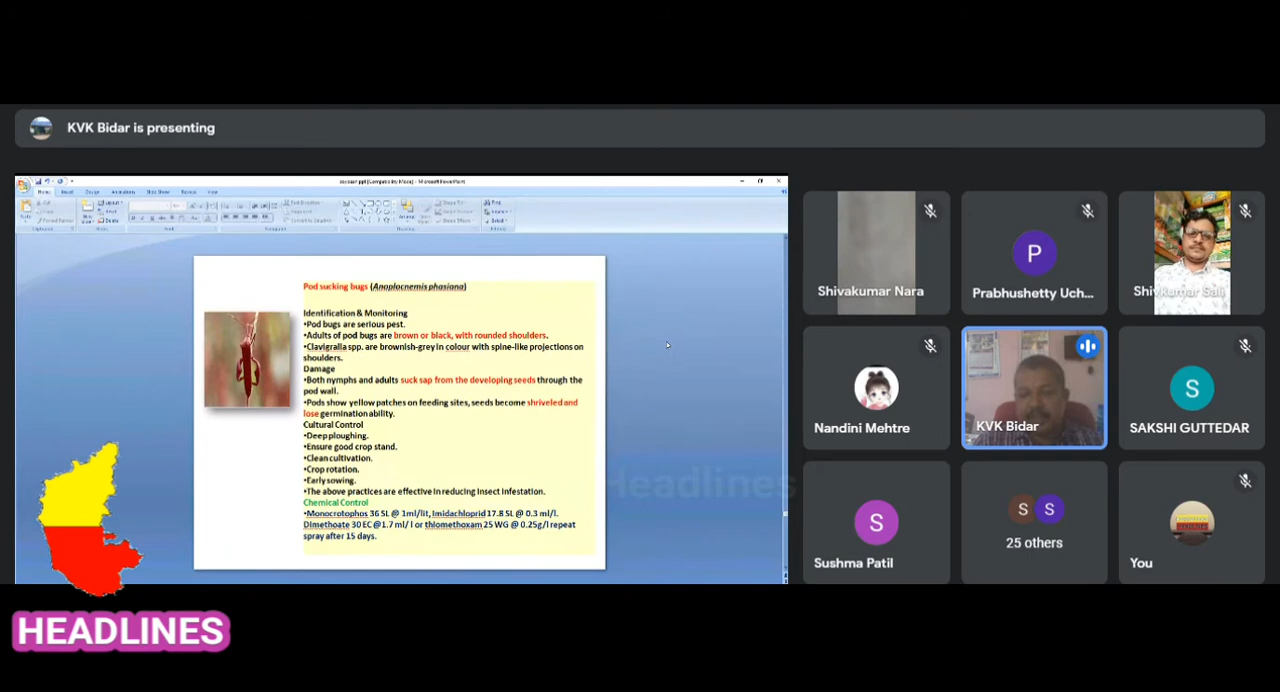 KVK Bidar is presenting
Pod sucking bugs (Anoplocnemis phasiana)
Identification & Monitoring
•Pod bugs are serious pest.
•Adults of pod bugs are brown or black, with rounded shoulders.
•Clavigralla spp. are brownish-grey in colour with spine-like projections on
shoulders.
Damage
•Both nymphs and adults suck sap from the developing seeds through the
pod wall.
•Pods show yellow patches on feeding sites, seeds become shriveled and
lose germination ability.
Cultural Control
•Deep ploughing.
•Ensure good crop stand.
•Clean cultivation.
•Crop rotation.
•Early sowing.
•The above practices are effective in reducing insect infestation.
Chemical Control
•Monocrotophos 36 SL @ 1ml/lit, Imidachloprid 17.8 SL @ 0.3 ml/l.
Dimethoate 30 EC @1.7 ml/ l or thiomethoxam 25 WG @ 0.25g/l repeat
spray after 15 days.
Headlines
Shivakumar Nara
P
Prabhushetty Uch...
Shivkumar Sali
Nandini Mehtre
KVK Bidar
S
SAKSHI GUTTEDAR
S
Sushma Patil
S S
25 others
You
HEADLINES